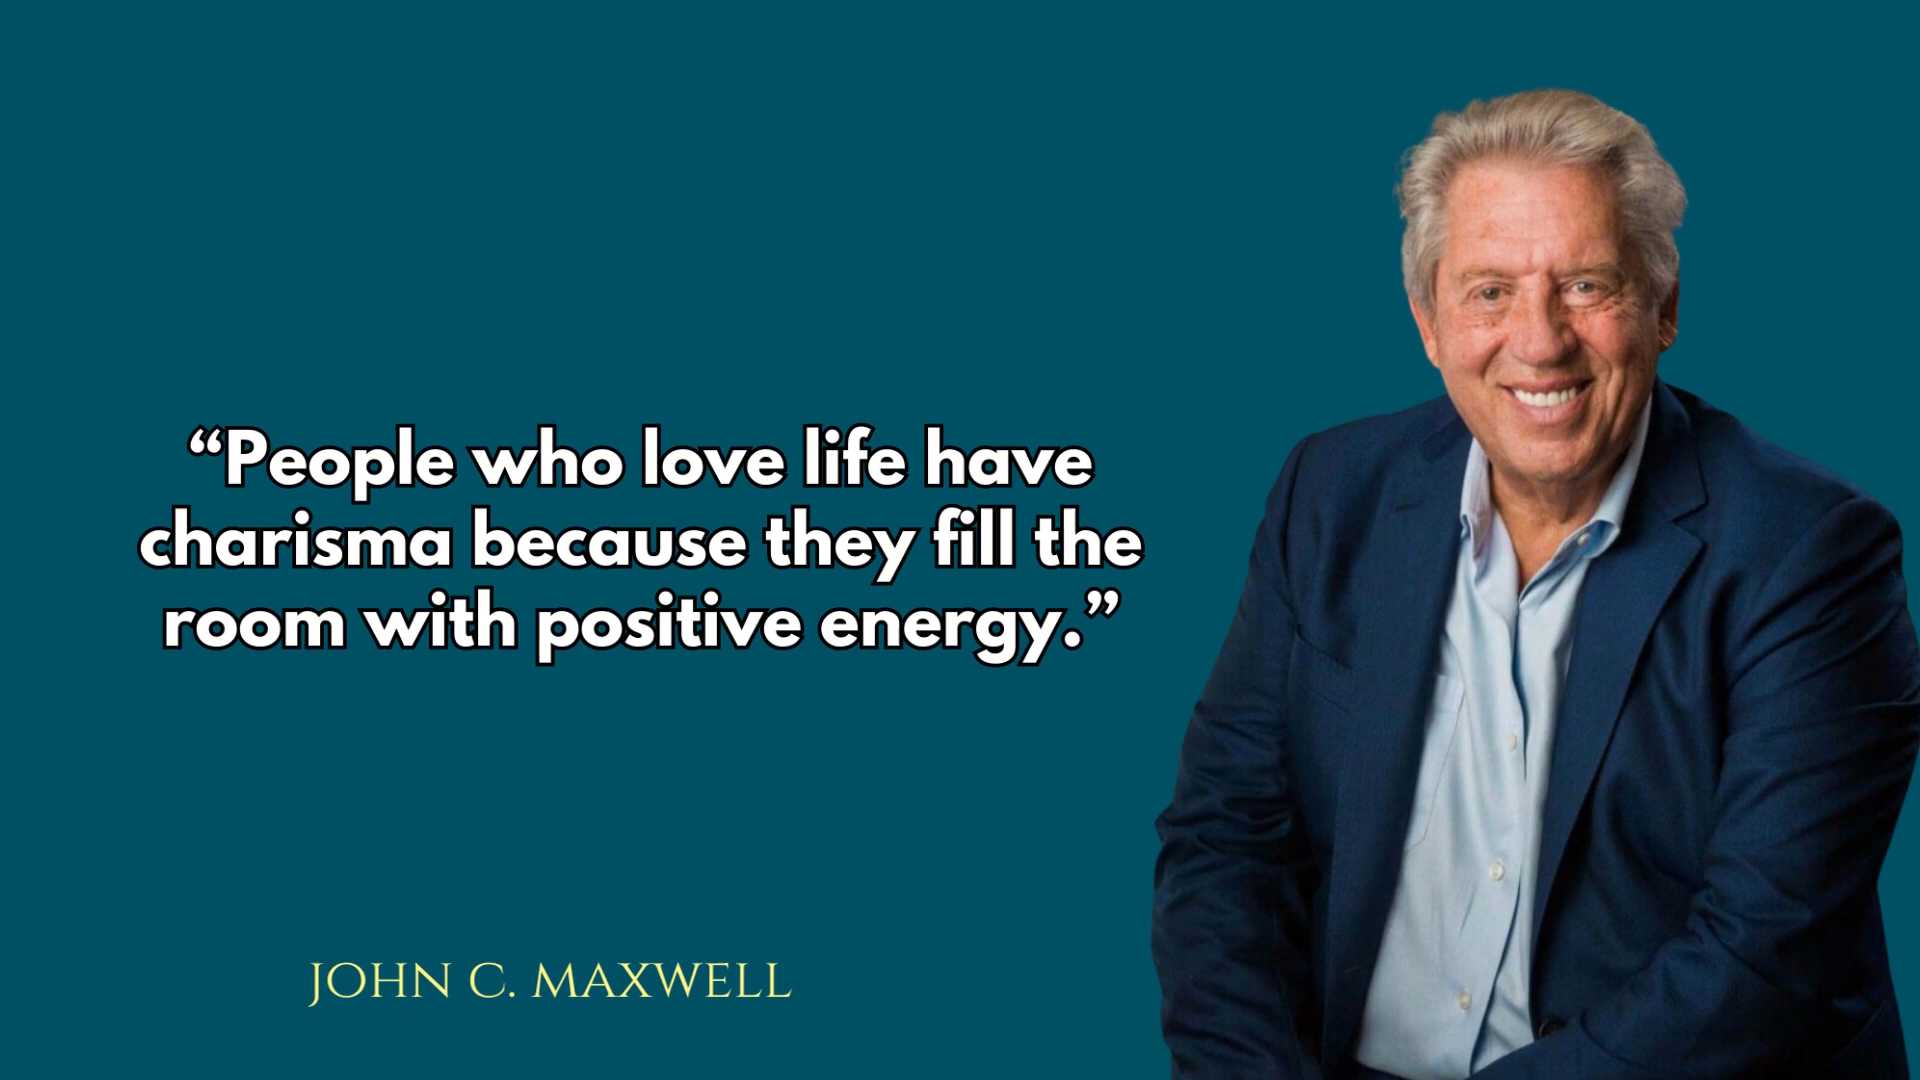 “People who love life have
charisma because they fill the
room with positive energy.”
JOHN C. MAXWELL